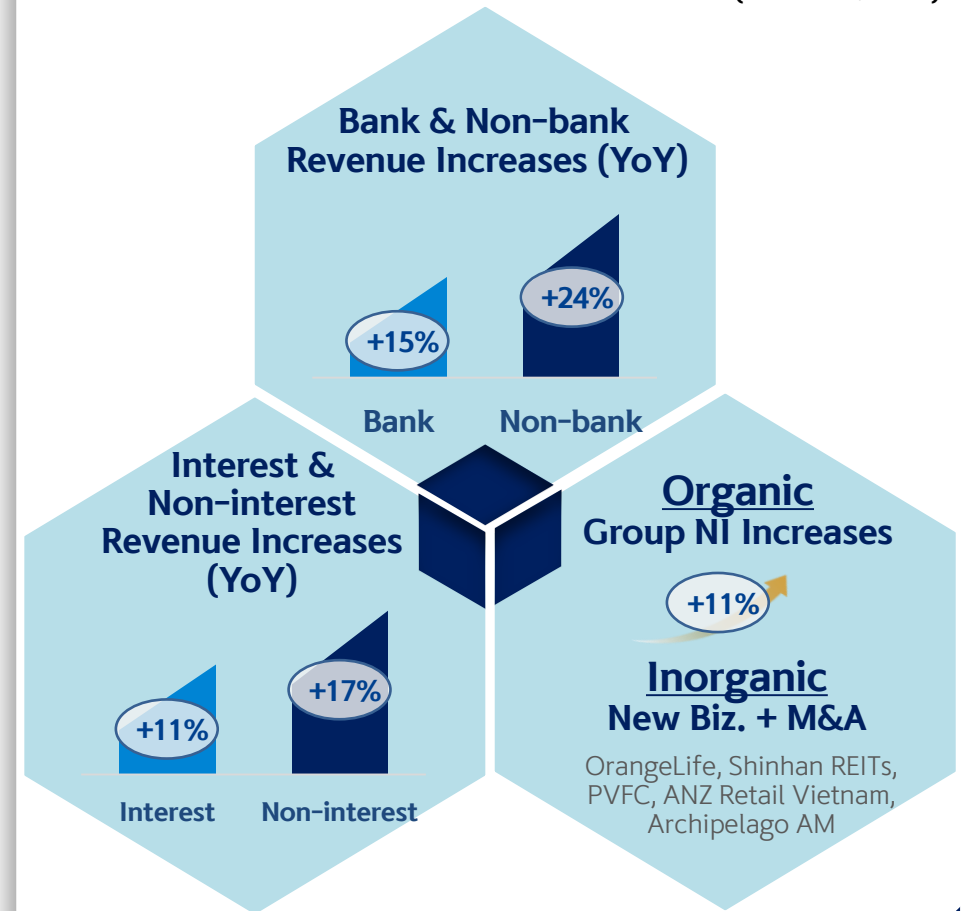 Bank & Non-bank
Revenue Increases (YoY)
+15%
+24%
Bank
Non-bank
Interest &
Non-interest
Revenue Increases
(YoY)
+11%
+17%
Interest
Non-interest
Organic
Group NI Increases
+11%
Inorganic
New Biz. + M&A
OrangeLife, Shinhan REITs,
PVFC, ANZ Retail Vietnam,
Archipelago AM